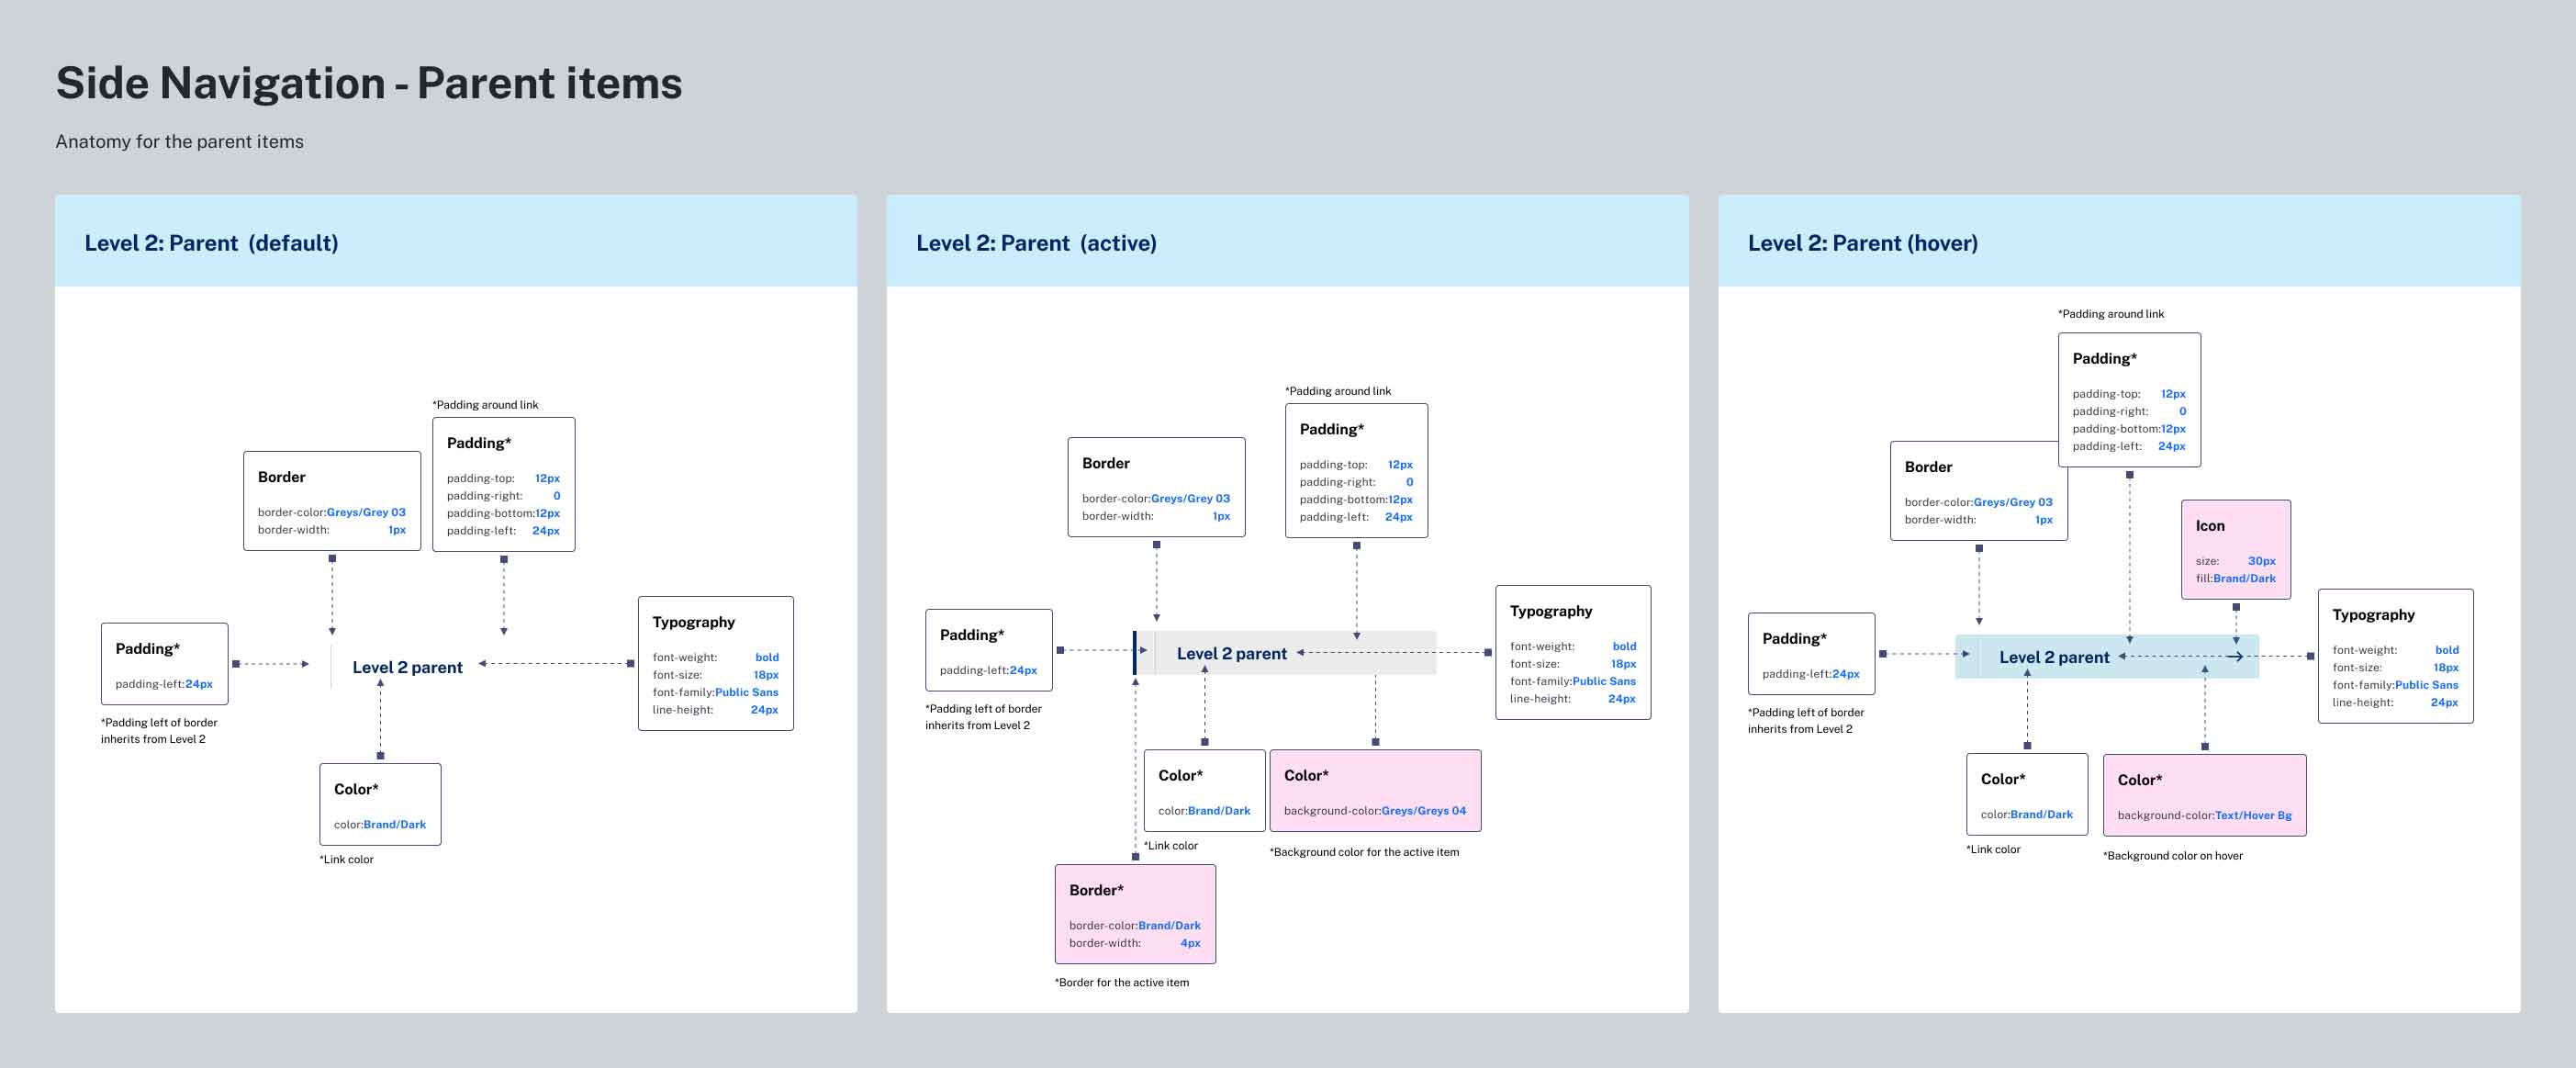 Side Navigation - Parent items
Anatomy for the parent items
Level 2: Parent (default)
*Padding around link
Padding*
padding-top: 12px
padding-right: 0
padding-bottom:12px
padding-left: 24px
Border
border-color:Greys/Grey 03
border-width: 1px
Padding*
padding-left:24px
*Padding left of border
inherits from Level 2
Level 2 parent
Typography
font-weight: bold
font-size: 18px
font-family:Public Sans
line-height: 24px
Color*
color:Brand/Dark
*Link color
Level 2: Parent (active)
*Padding around link
Padding*
padding-top: 12px
padding-right: 0
padding-bottom:12px
padding-left: 24px
Border
border-color:Greys/Grey 03
border-width: 1px
Padding*
padding-left:24px
*Padding left of border
inherits from Level 2
Level 2 parent
Typography
font-weight: bold
font-size: 18px
font-family:Public Sans
line-height: 24px
Color*
color:Brand/Dark
*Link color
Color*
background-color:Greys/Greys 04
*Background color for the active item
Border*
border-color:Brand/Dark
border-width: 4px
*Border for the active item
Level 2: Parent (hover)
*Padding around link
Padding*
padding-top: 12px
padding-right: 0
padding-bottom:12px
padding-left: 24px
Border
border-color:Greys/Grey 03
border-width: 1px
Icon
size: 30px
fill:Brand/Dark
Padding*
padding-left:24px
*Padding left of border
inherits from Level 2
Level 2 parent
Typography
font-weight: bold
font-size: 18px
font-family:Public Sans
line-height: 24px
Color*
color:Brand/Dark
*Link color
Color*
background-color:Text/Hover Bg
*Background color on hover